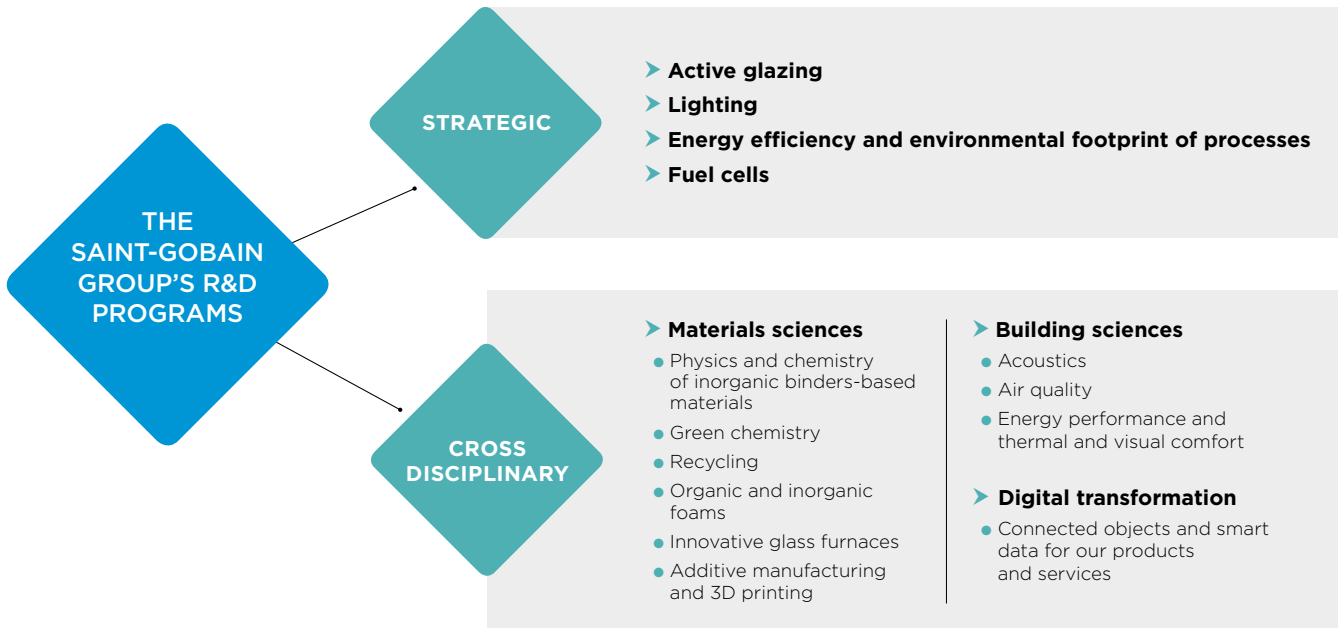 THE
SAINT-GOBAIN
GROUP'S R&D
PROGRAMS
STRATEGIC
Active glazing
Lighting
Energy efficiency and environmental footprint of processes
Fuel cells
CROSS
DISCIPLINARY
Materials sciences
Physics and chemistry
of inorganic binders-based
materials
Green chemistry
Recycling
Organic and inorganic
foams
Innovative glass furnaces
Additive manufacturing
and 3D printing
Building sciences
Acoustics
Air quality
Energy performance and
thermal and visual comfort
Digital transformation
Connected objects and smart
data for our products
and services